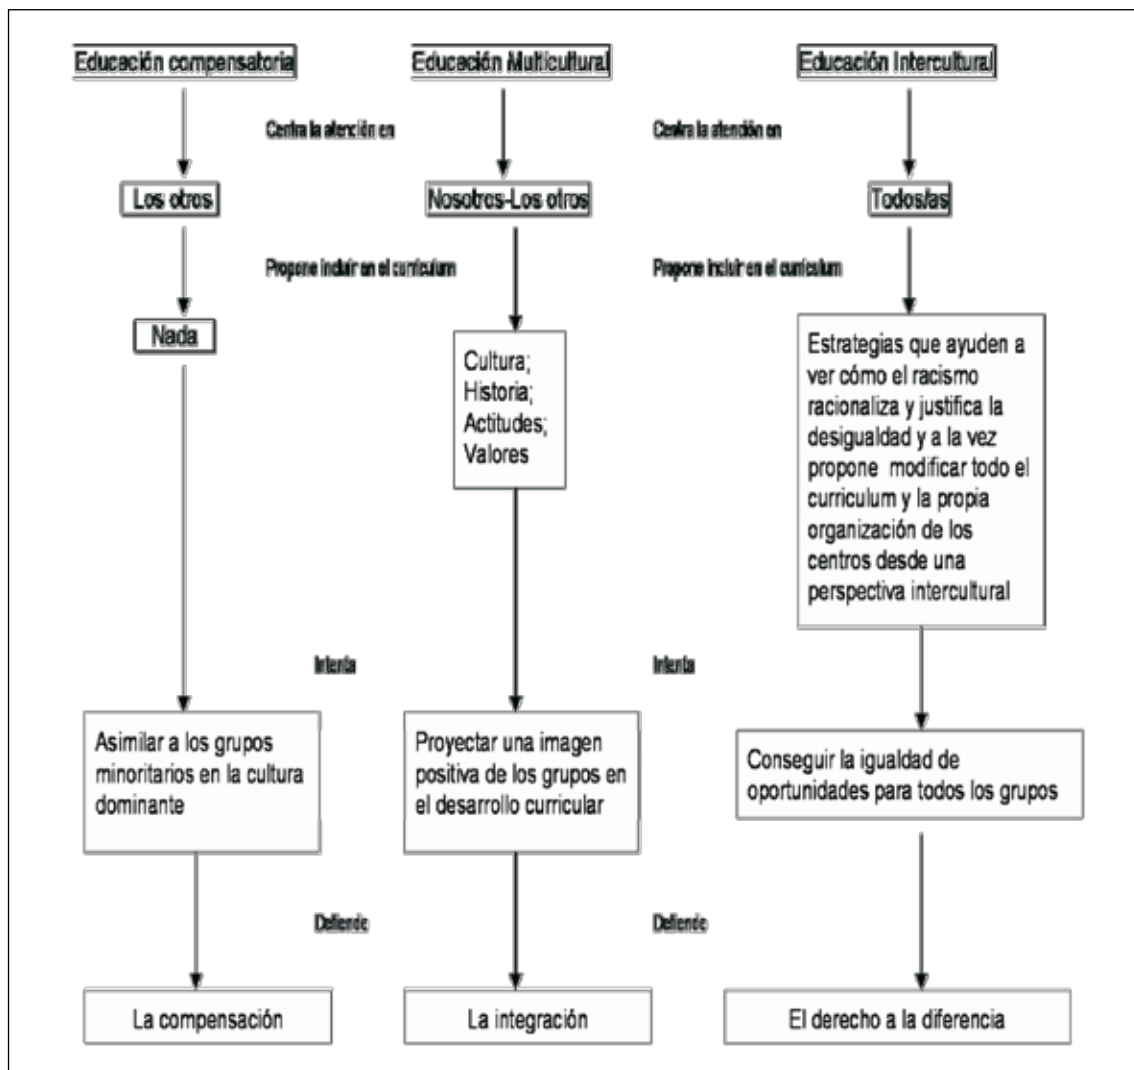 Educación compensatoria
Educación Multicultural
Educación Intercultural
Centra la atención en
Centra la atención en
Los otros
Nosotros-Los otros
Todos/as
Propone incluir en el curriculum
Propone incluir en el curriculum
Nada
Cultura;
Historia;
Actitudes;
Valores
Estrategias que ayuden a
ver cómo el racismo
racionaliza y justifica la
desigualdad y a la vez
propone modificar todo el
curriculum y la propia
organización de los
centros desde una
perspectiva intercultural
Intenta
Intenta
Asimilar a los grupos
minoritarios en la cultura
dominante
Proyectar una imagen
positiva de los grupos en
el desarrollo curricular
Conseguir la igualdad de
oportunidades para todos los grupos
Defiende
Defiende
La compensación
La integración
El derecho a la diferencia